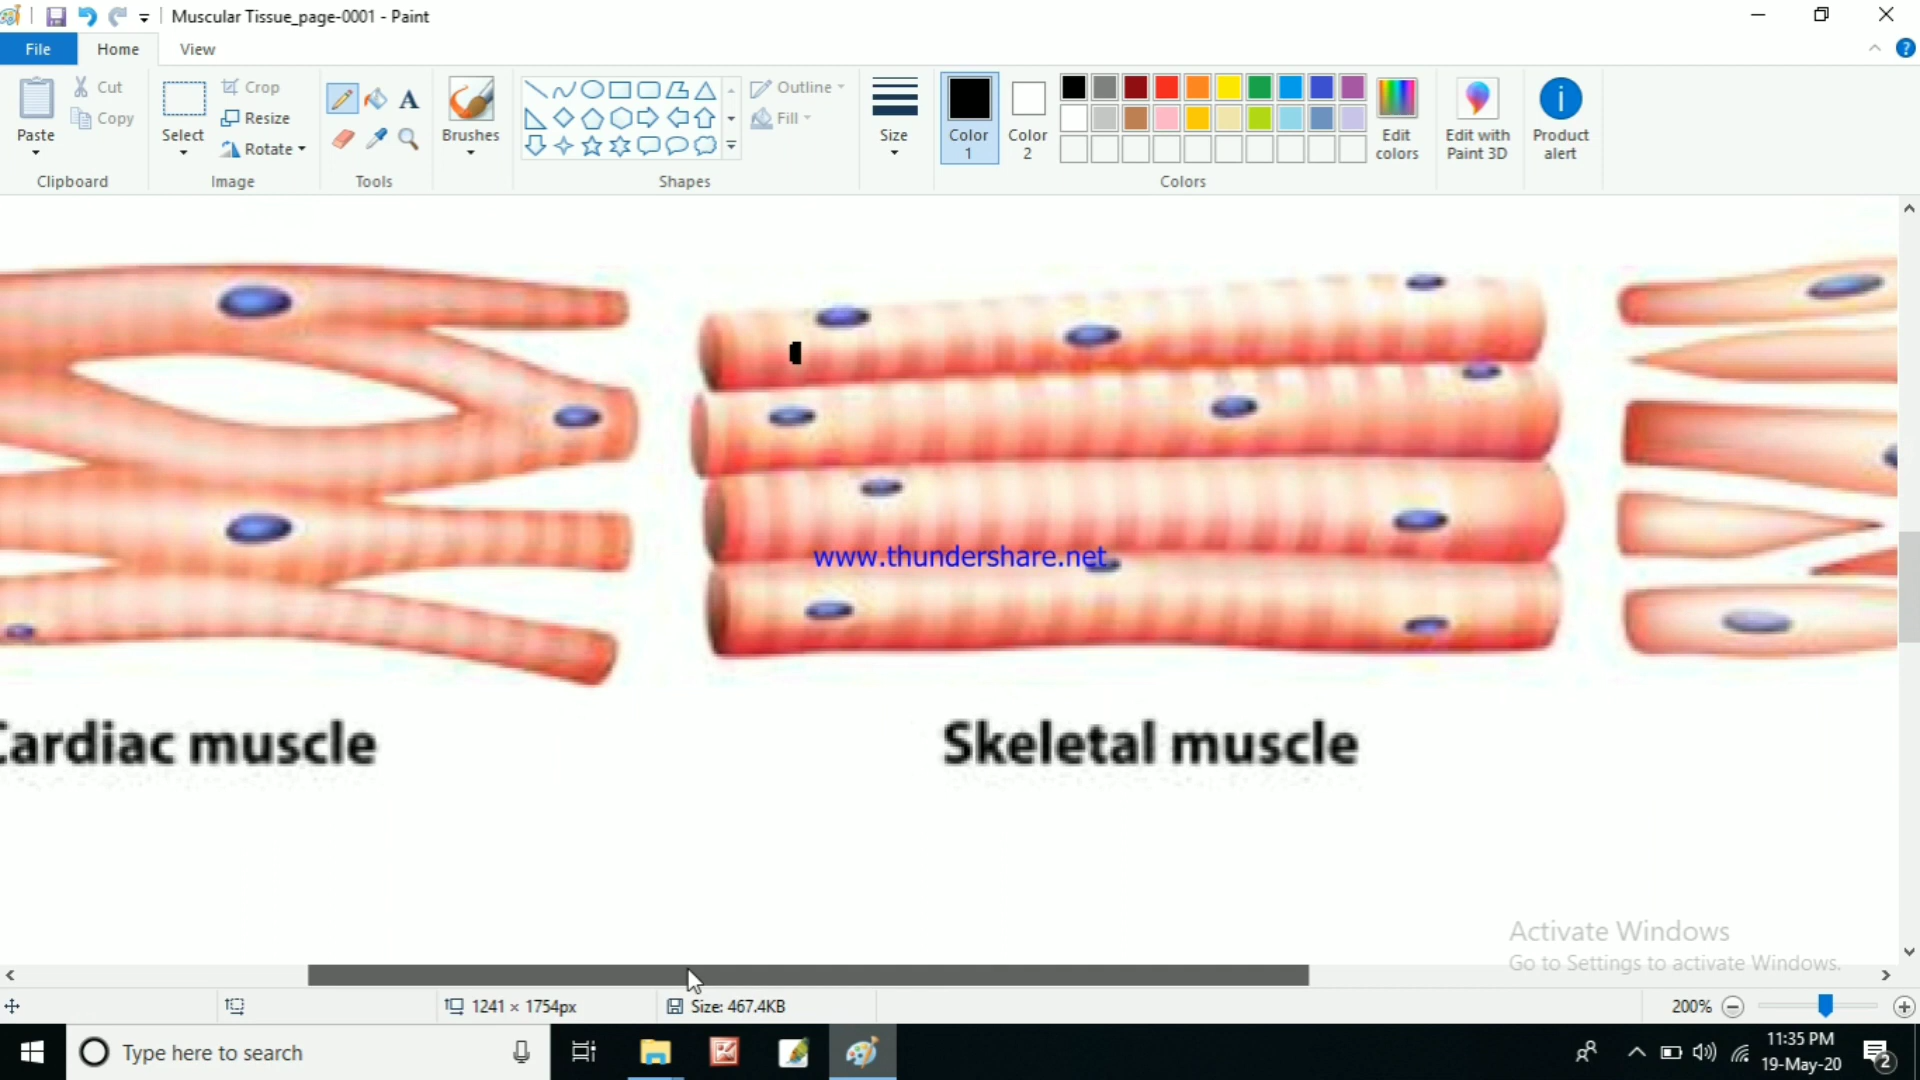 Muscular Tissue_page-0001 - Paint
File
Home
View
Paste
Cut
Copy
Clipboard
Select
Crop
Resize
Rotate
Image
A
Tools
Brushes
Shapes
Outline
Fill
Size
Color
1
Color
2
Colors
Edit
colors
Edit with
Paint 3D
Product
alert
www.thundershare.net
Cardiac muscle
Skeletal muscle
Activate Windows
Go to Settings to activate Windows.
1241 × 1754px
Size: 467.4KB
200%
Type here to search
11:35 PM
19-May-20
2